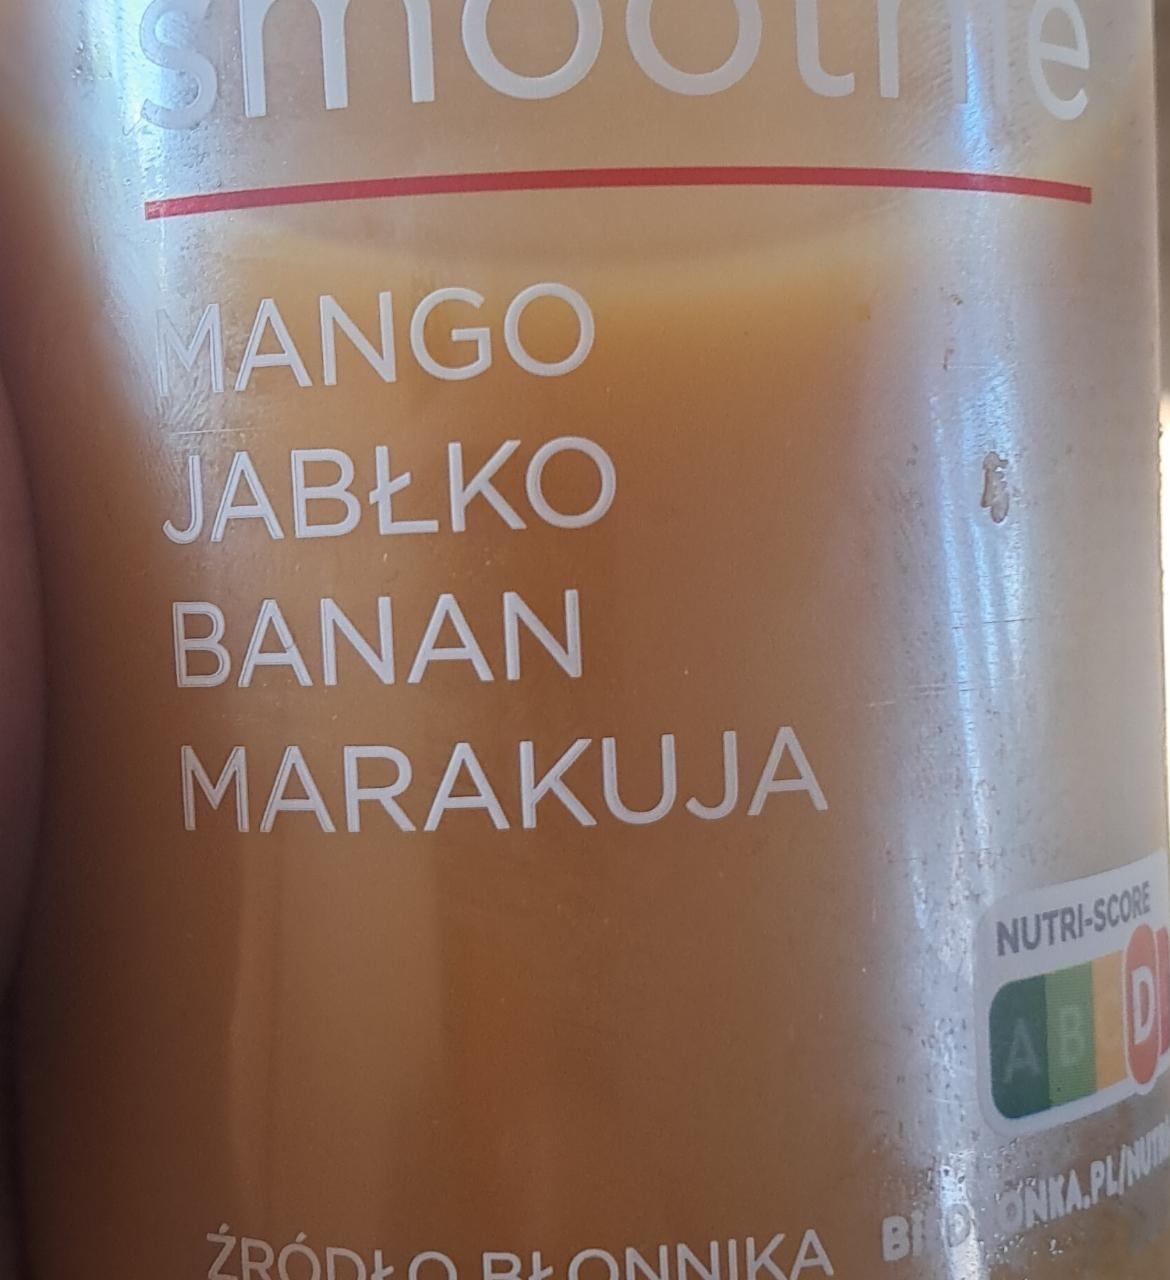 smoothie
MANGO
JABŁKO
BANAN
MARAKUJA
NUTRI-SCORE
A B C D
ŹRÓDŁO BŁONNIKA